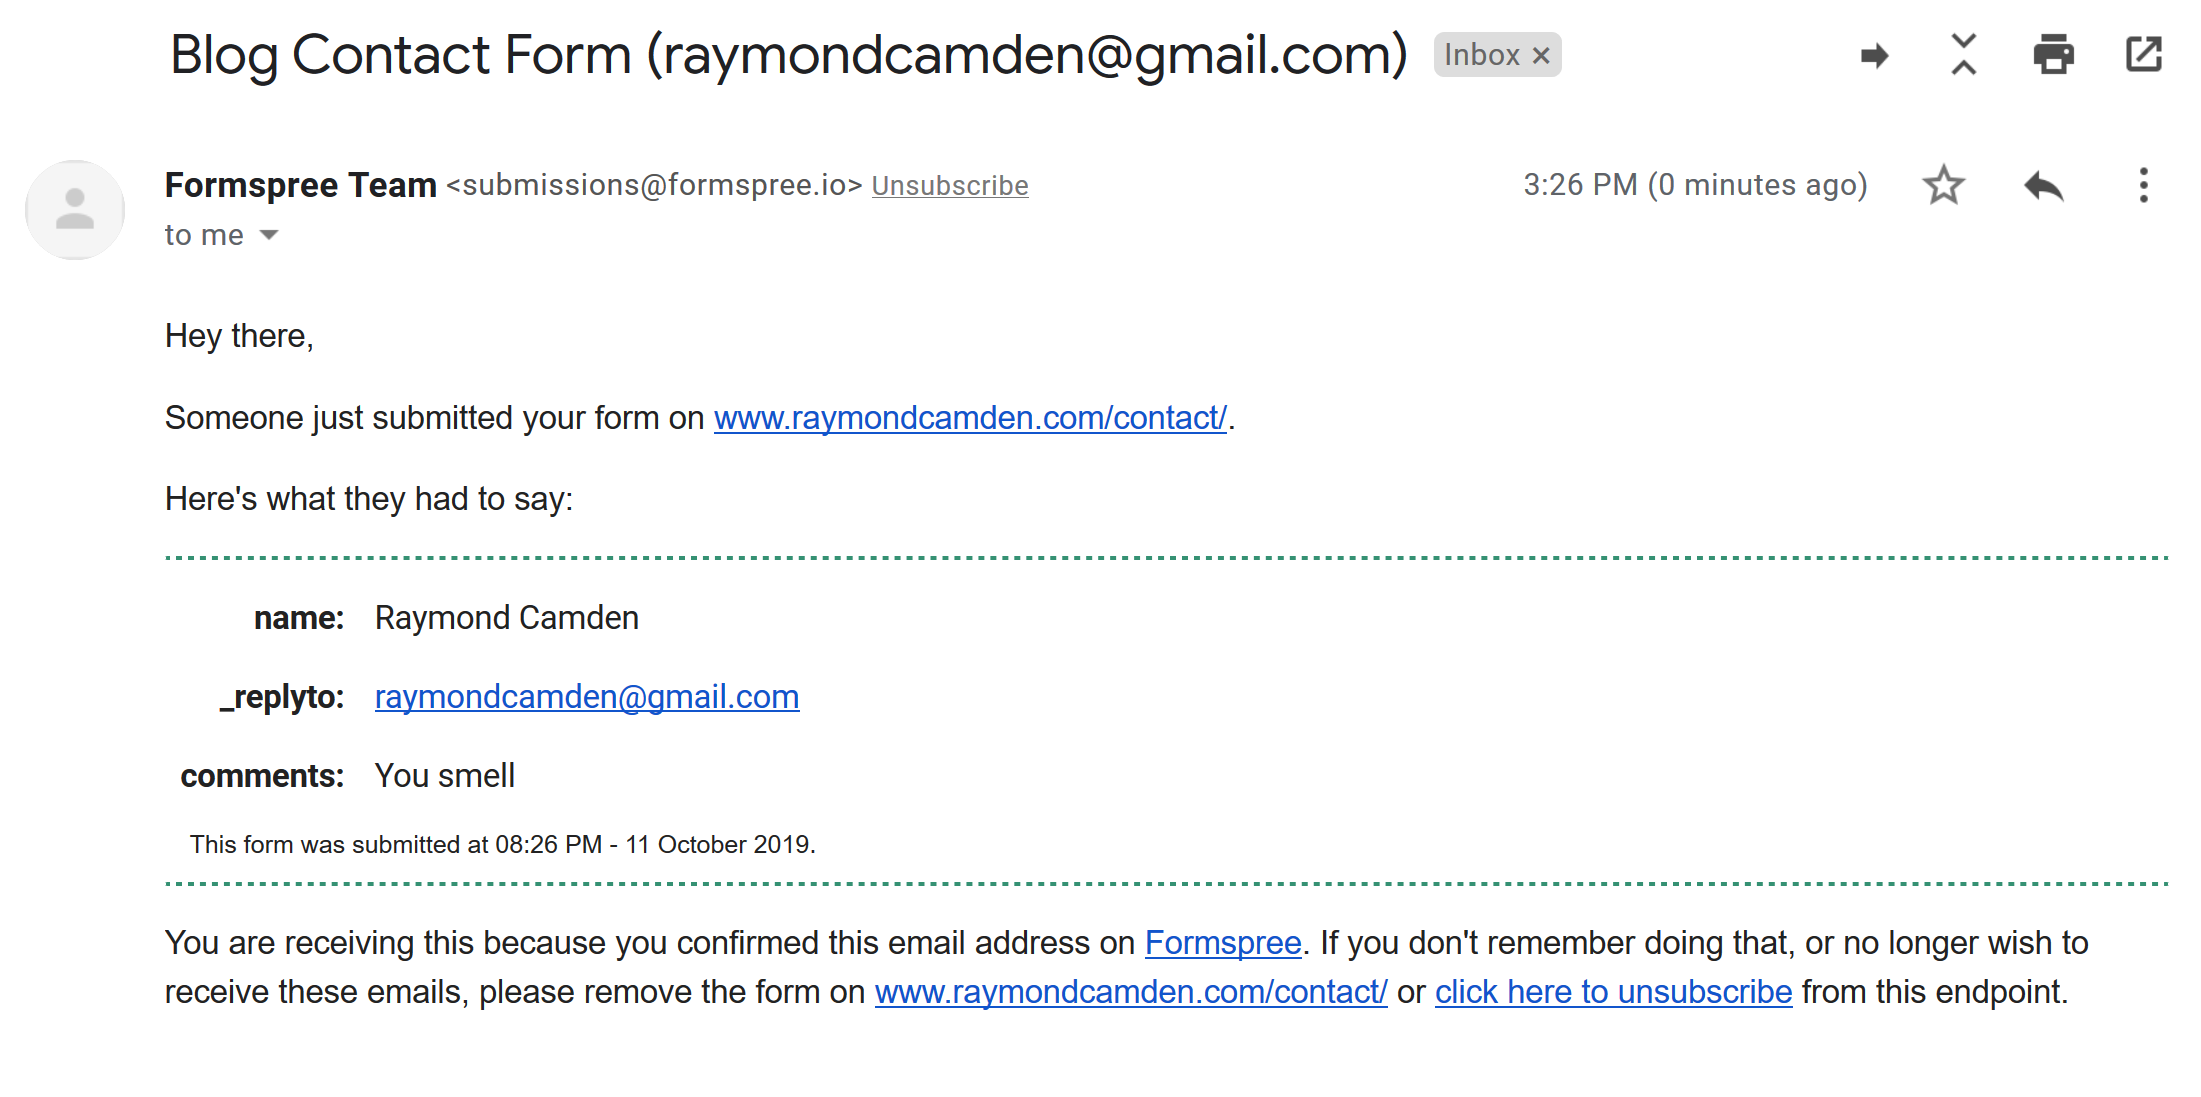 Blog Contact Form (raymondcamden@gmail.com) Inbox ×
Formspree Team <submissions@formspree.io> Unsubscribe 3:26 PM (0 minutes ago)
to me
Hey there,
Someone just submitted your form on www.raymondcamden.com/contact/.
Here's what they had to say:
name: Raymond Camden
_replyto: raymondcamden@gmail.com
comments: You smell
This form was submitted at 08:26 PM - 11 October 2019.
You are receiving this because you confirmed this email address on Formspree. If you don't remember doing that, or no longer wish to
receive these emails, please remove the form on www.raymondcamden.com/contact/ or click here to unsubscribe from this endpoint.